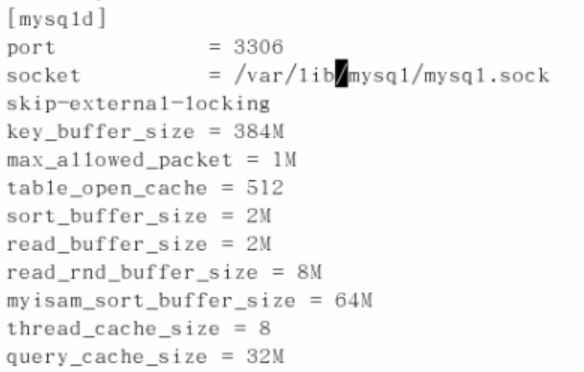 [mysqld]
port = 3306
socket = /var/lib/mysql/mysql.sock
skip-external-locking
key_buffer_size = 384M
max_allowed_packet = 1M
table_open_cache = 512
sort_buffer_size = 2M
read_buffer_size = 2M
read_rnd_buffer_size = 8M
myisam_sort_buffer_size = 64M
thread_cache_size = 8
query_cache_size = 32M